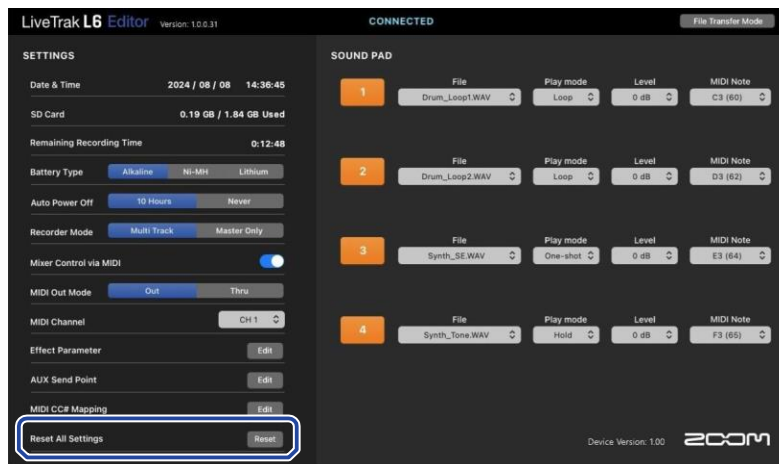 LiveTrak L6 Editor Version: 1.0.0.31 CONNECTED File Transfer Mode
SETTINGS
Date & Time 2024 / 08 / 08 14:36:45
SD Card 0.19 GB / 1.84 GB Used
Remaining Recording Time 0:12:48
Battery Type Alkaline Ni-MH Lithium
Auto Power Off 10 Hours Never
Recorder Mode Multi Track Master Only
Mixer Control via MIDI
MIDI Out Mode Out Thru
MIDI Channel CH 1
Effect Parameter Edit
AUX Send Point Edit
MIDI CC# Mapping Edit
Reset All Settings Reset
SOUND PAD
File Play mode Level MIDI Note
1 Drum_Loop1.WAV Loop 0 dB C3 (60)
File Play mode Level MIDI Note
2 Drum_Loop2.WAV Loop 0 dB D3 (62)
File Play mode Level MIDI Note
3 Synth_SE.WAV One-shot 0 dB E3 (64)
File Play mode Level MIDI Note
4 Synth_Tone.WAV Hold 0 dB F3 (65)
Device Version: 1.00 ZOOM